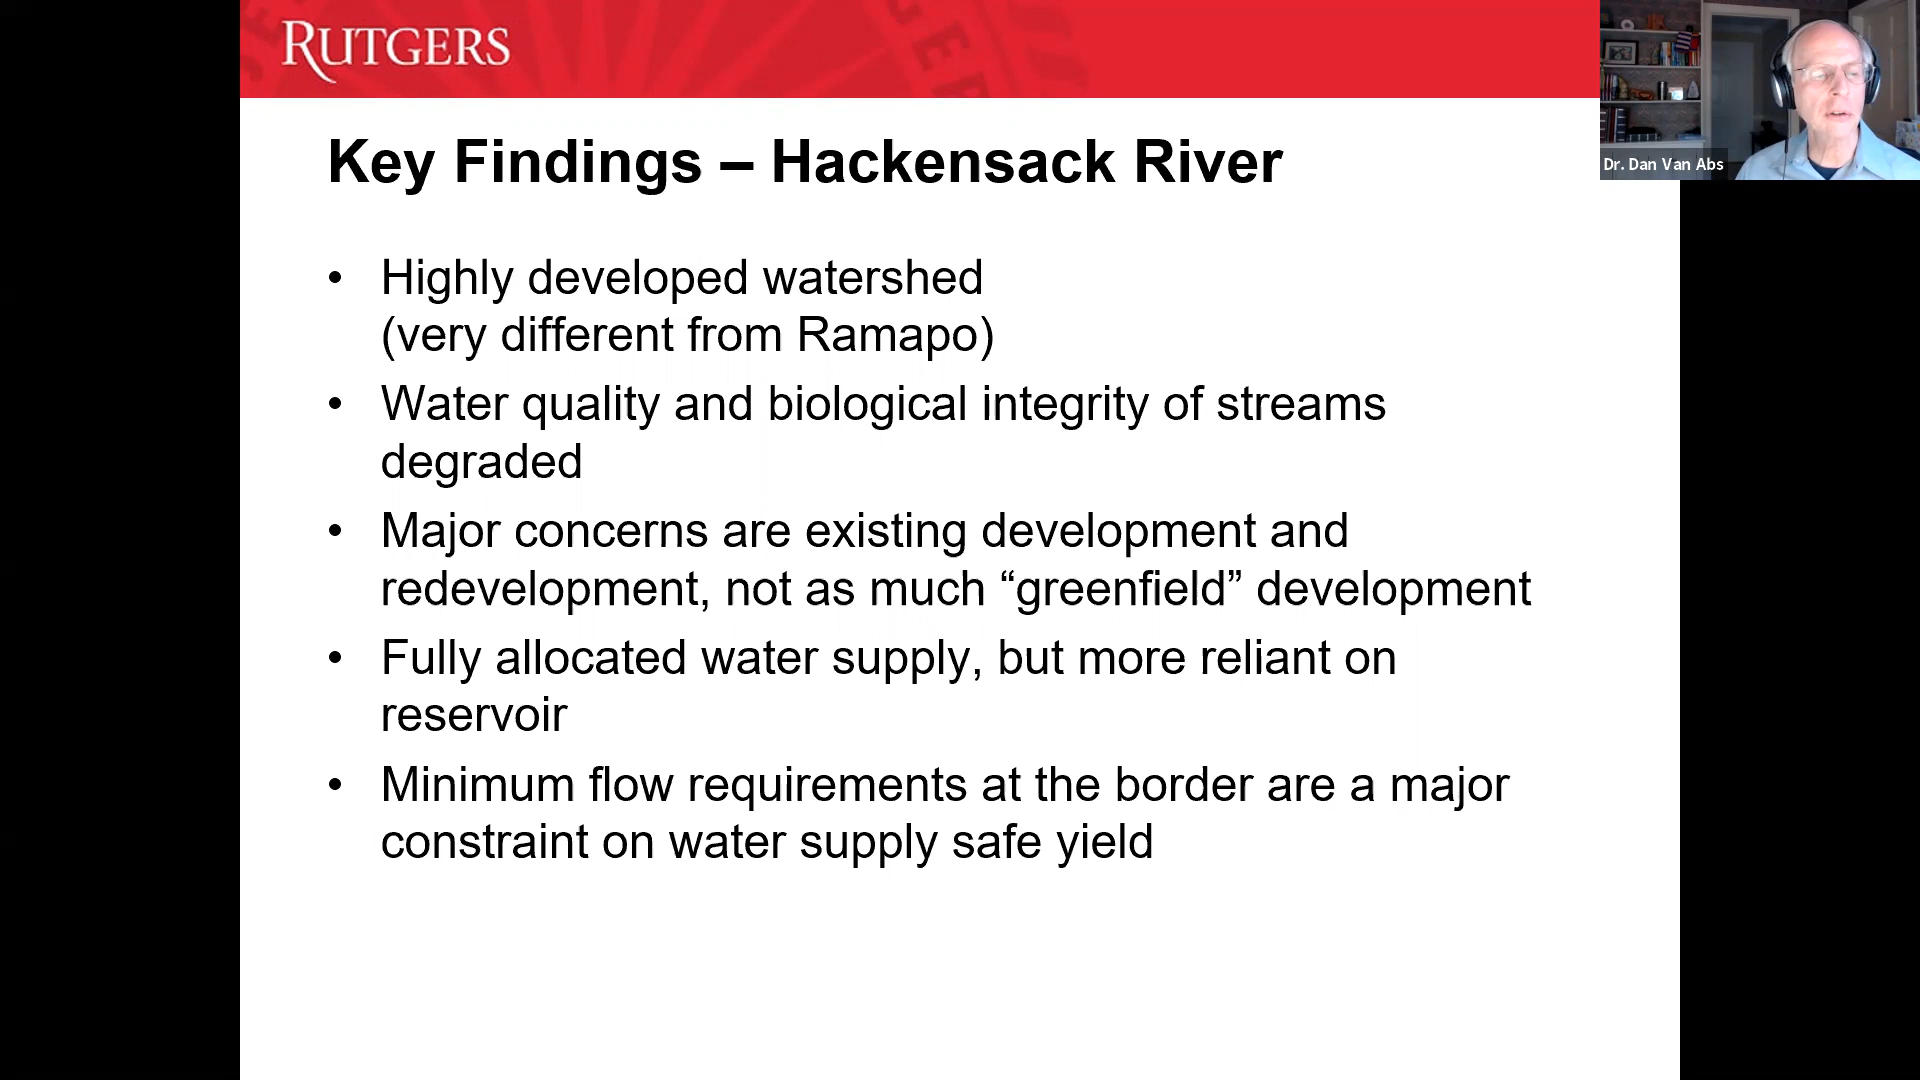 RUTGERS
Dr. Dan Van Abs
Key Findings – Hackensack River
• Highly developed watershed
(very different from Ramapo)
• Water quality and biological integrity of streams
degraded
• Major concerns are existing development and
redevelopment, not as much “greenfield” development
• Fully allocated water supply, but more reliant on
reservoir
• Minimum flow requirements at the border are a major
constraint on water supply safe yield